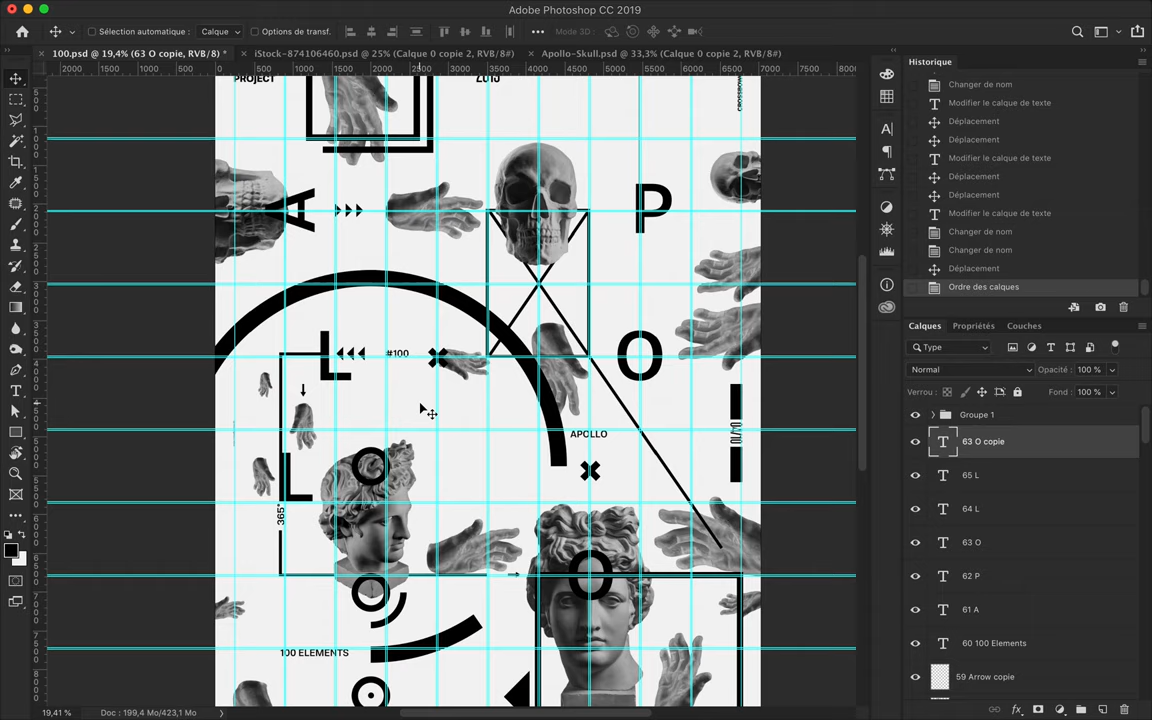 Adobe Photoshop CC 2019
Sélection automatique :
Calque
Options de transf.
Mode 3D :
100.psd @ 19,4% (63 O copie, RVB/8) *
iStock-874106460.psd @ 25% (Calque 0 copie 2, RVB/8#)
Apollo-Skull.psd @ 33,3% (Calque 0 copie 2, RVB/8#)
2000 1500 1000 500 0 500 1000 1500 2000 2500 3000 3500 4000 4500 5000 5500 6000 6500 7000 7500 8000
PROJECT
2019
A
P
L
#100
O
APOLLO
L
365°
O
O
O
100 ELEMENTS
Historique
Changer de nom
Modifier le calque de texte
Déplacement
Déplacement
Modifier le calque de texte
Déplacement
Déplacement
Modifier le calque de texte
Changer de nom
Changer de nom
Déplacement
Ordre des calques
Calques
Propriétés
Couches
Type
Normal
Opacité : 100 %
Verrou :
Fond : 100 %
Groupe 1
63 O copie
65 L
64 L
63 O
62 P
61 A
60 100 Elements
59 Arrow copie
19,41 %
Doc : 199,4 Mo/423,1 Mo